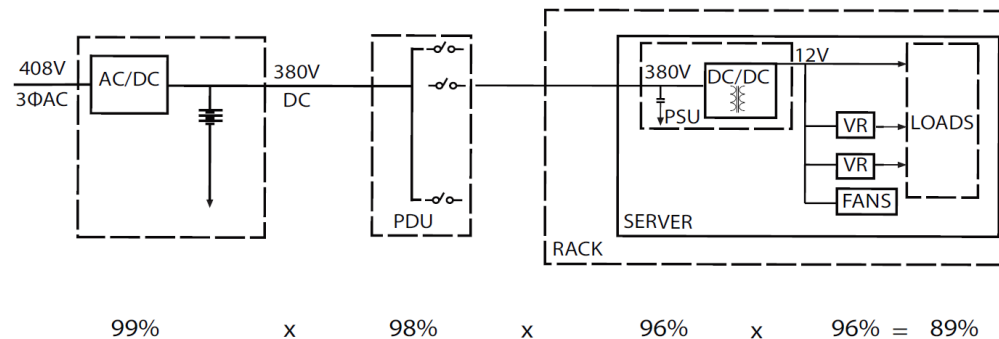 408V
3ΦAC
AC/DC
380V
DC
PDU
380V
PSU
DC/DC
12V
VR
VR
FANS
LOADS
SERVER
RACK
99% x 98% x 96% x 96% = 89%